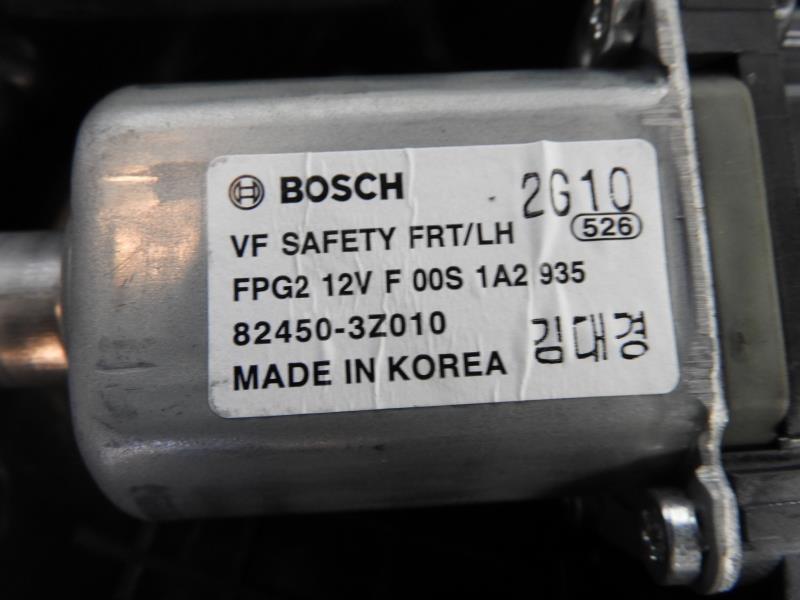 BOSCH 2G10
VF SAFETY FRT/LH 526
FPG2 12V F 00S 1A2 935
82450-3Z010
MADE IN KOREA 김대경